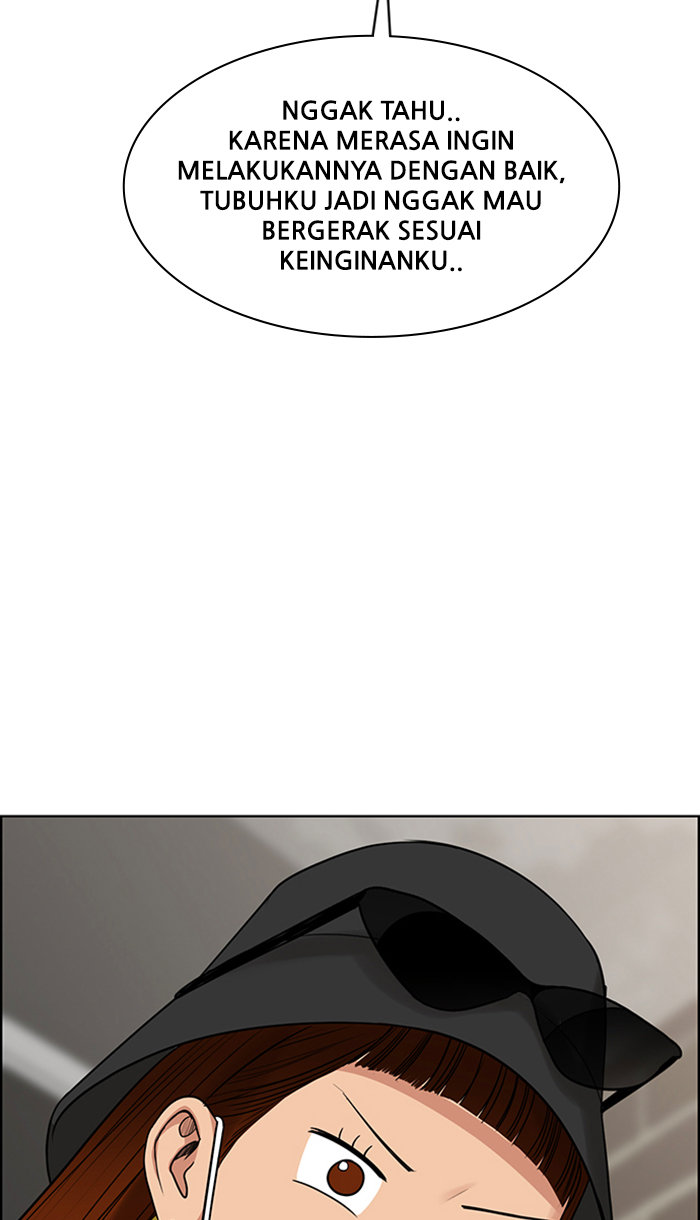 NGGAK TAHU..
KARENA MERASA INGIN
MELAKUKANNYA DENGAN BAIK,
TUBUHKU JADI NGGAK MAU
BERGERAK SESUAI
KEINGINANKU..